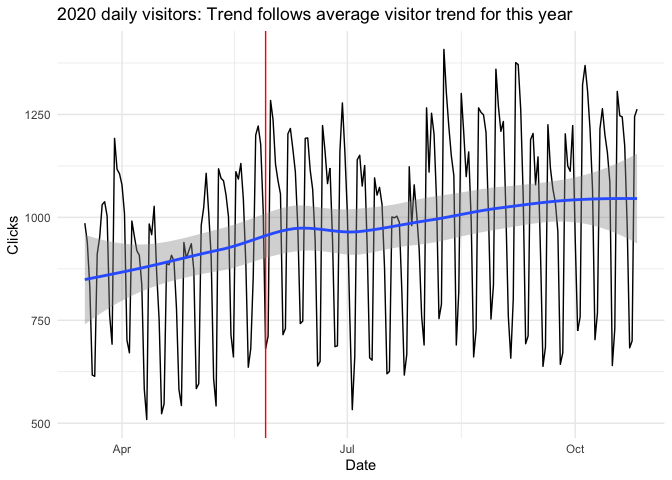 2020 daily visitors: Trend follows average visitor trend for this year
1250
1000
750
500
Clicks
Apr
Jul
Oct
Date